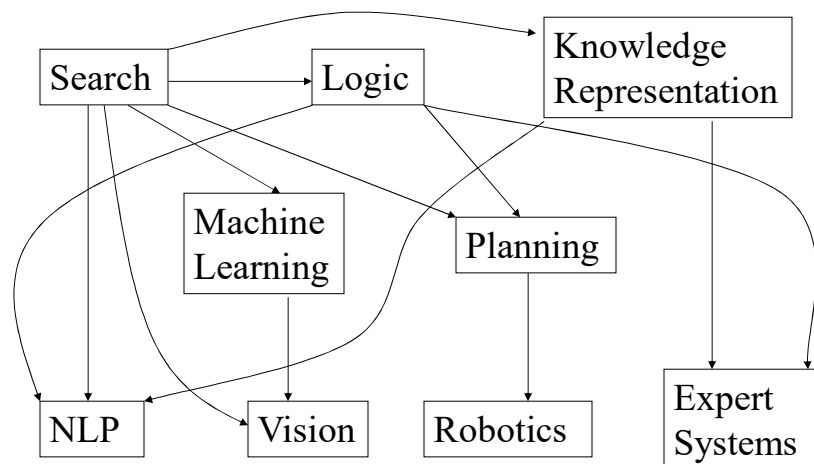 Search
Logic
Knowledge
Representation
Machine
Learning
Planning
NLP
Vision
Robotics
Expert
Systems